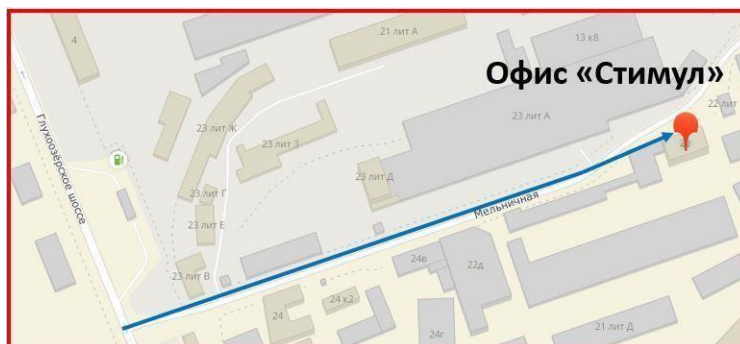 4
21 лит А
13 к8
Офис «Стимул»
23 лит А
22 лит
23 лит Ж
23 лит З
Глухоозёрское шоссе
23 лит Д
23 лит Г
Мельничная
23 лит Е
24в
22д
23 лит В
24 к2
24
24г
21 лит Д